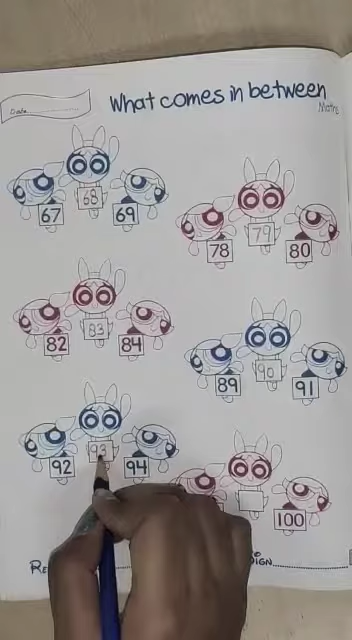 Date
What comes in between
Maths
67 68 69
78 79 80
82 83 84
89 90 91
92 93 94
100